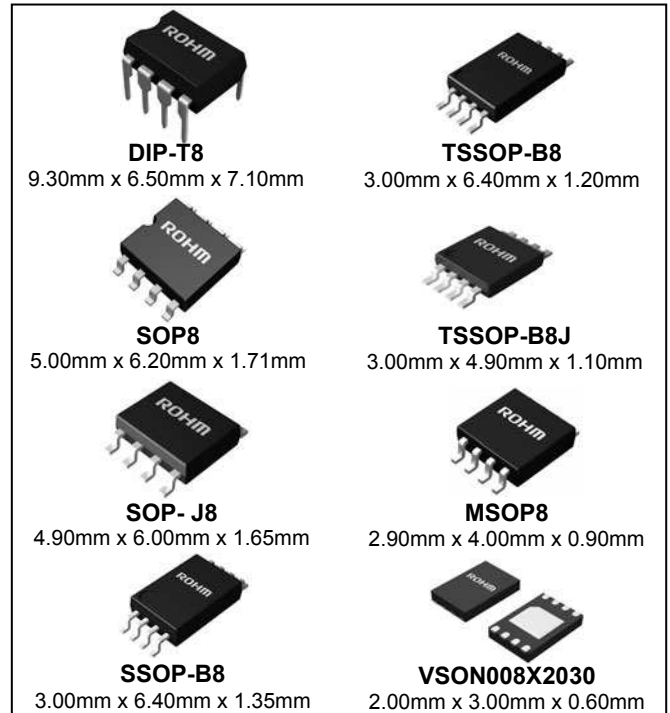 ROHM
DIP-T8
9.30mm x 6.50mm x 7.10mm
ROHM
TSSOP-B8
3.00mm x 6.40mm x 1.20mm
ROHM
SOP8
5.00mm x 6.20mm x 1.71mm
ROHM
TSSOP-B8J
3.00mm x 4.90mm x 1.10mm
ROHM
SOP- J8
4.90mm x 6.00mm x 1.65mm
ROHM
MSOP8
2.90mm x 4.00mm x 0.90mm
ROHM
SSOP-B8
3.00mm x 6.40mm x 1.35mm
ROHM
VSON008X2030
2.00mm x 3.00mm x 0.60mm